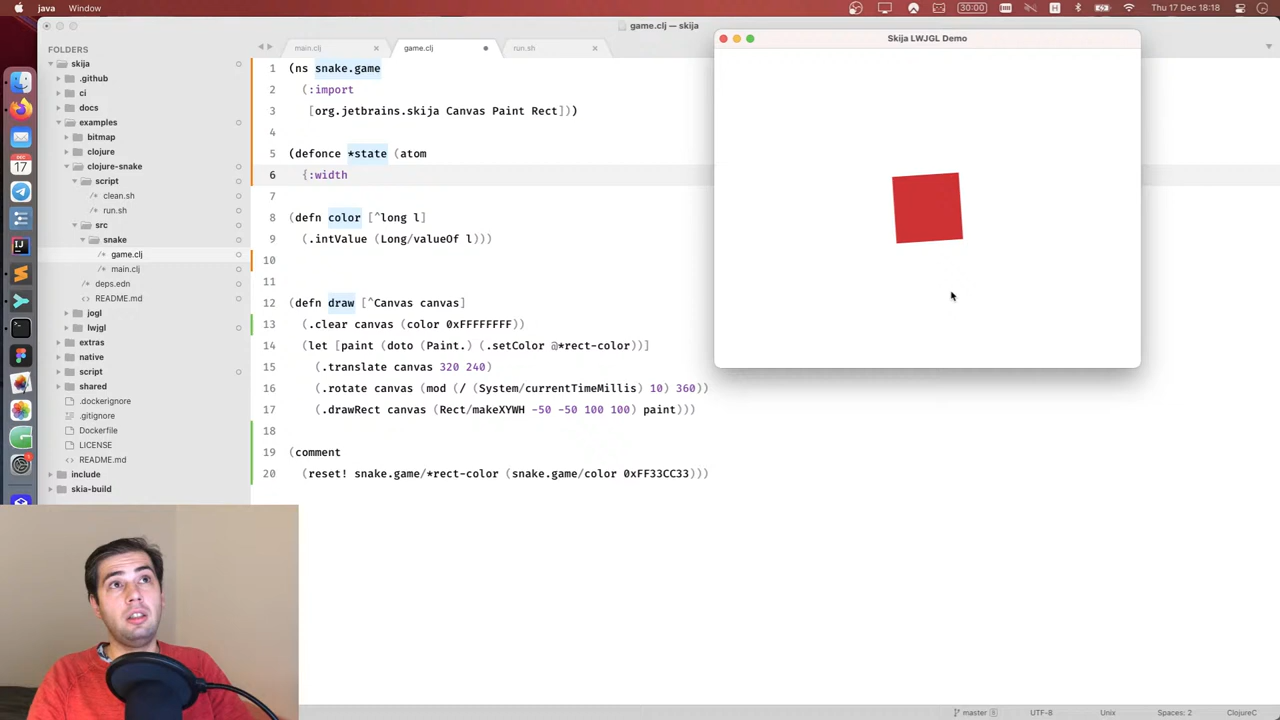 java Window
Thu 17 Dec 18:18
game.clj — skija
Skija LWJGL Demo
FOLDERS
skija
.github
ci
docs
examples
bitmap
clojure
clojure-snake
script
clean.sh
run.sh
src
snake
game.clj
main.clj
deps.edn
README.md
jogl
lwjgl
extras
native
script
shared
.dockerignore
.gitignore
Dockerfile
LICENSE
README.md
include
skia-build
main.clj
game.clj
run.sh
1 (ns snake.game
2 (:import
3 [org.jetbrains.skija Canvas Paint Rect]))
4
5 (defonce *state (atom
6 {:width
7
8 (defn color [^long l]
9 (.intValue (Long/valueOf l)))
10
11
12 (defn draw [^Canvas canvas]
13 (.clear canvas (color 0xFFFFFFFF))
14 (let [paint (doto (Paint.) (.setColor @*rect-color))]
15 (.translate canvas 320 240)
16 (.rotate canvas (mod (/ (System/currentTimeMillis) 10) 360))
17 (.drawRect canvas (Rect/makeXYWH -50 -50 100 100) paint)))
18
19 (comment
20 (reset! snake.game/*rect-color (snake.game/color 0xFF33CC33)))
master 8
UTF-8
Unix
Spaces: 2
ClojureC